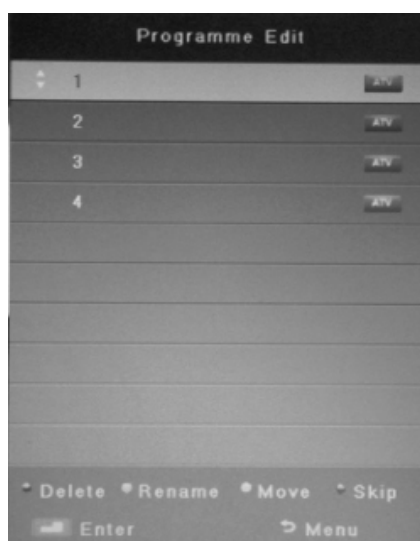 Programme Edit
1 ATV
2 ATV
3 ATV
4 ATV
Delete Rename Move Skip
Enter Menu